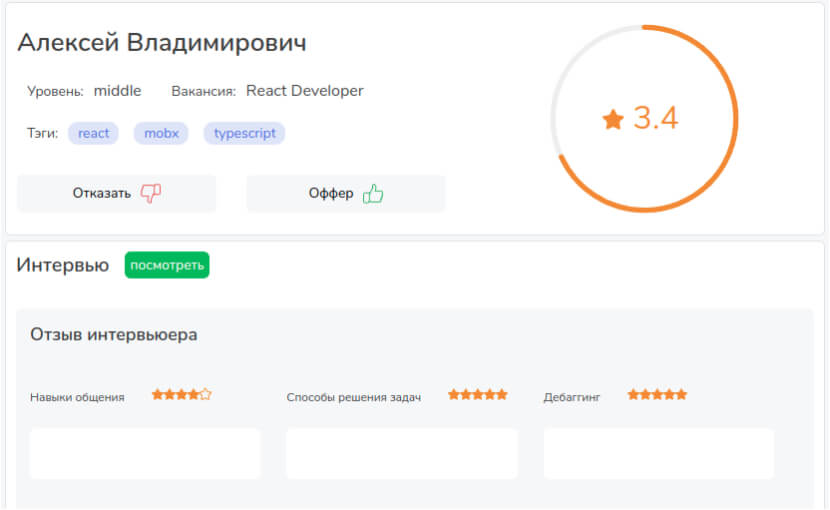 Алексей Владимирович
3.4
Уровень: middle Вакансия: React Developer
Тэги: react mobx typescript
Отказать Оффер
Интервью посмотреть
Отзыв интервьюера
Навыки общения Способы решения задач Дебаггинг